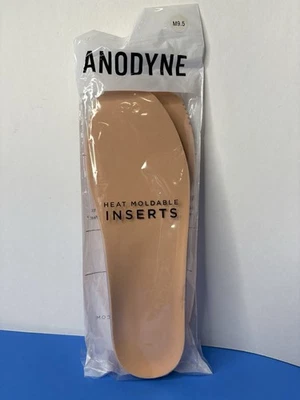 M9.5
ANODYNE
HEAT MOLDABLE
INSERTS